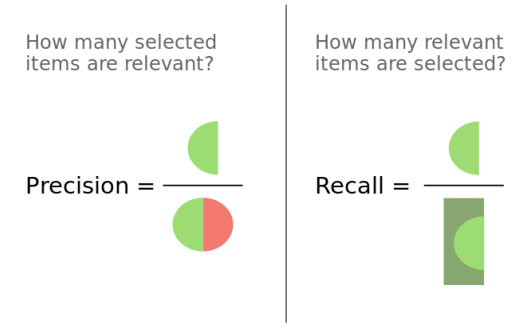 How many selected
items are relevant?
Precision =
How many relevant
items are selected?
Recall =